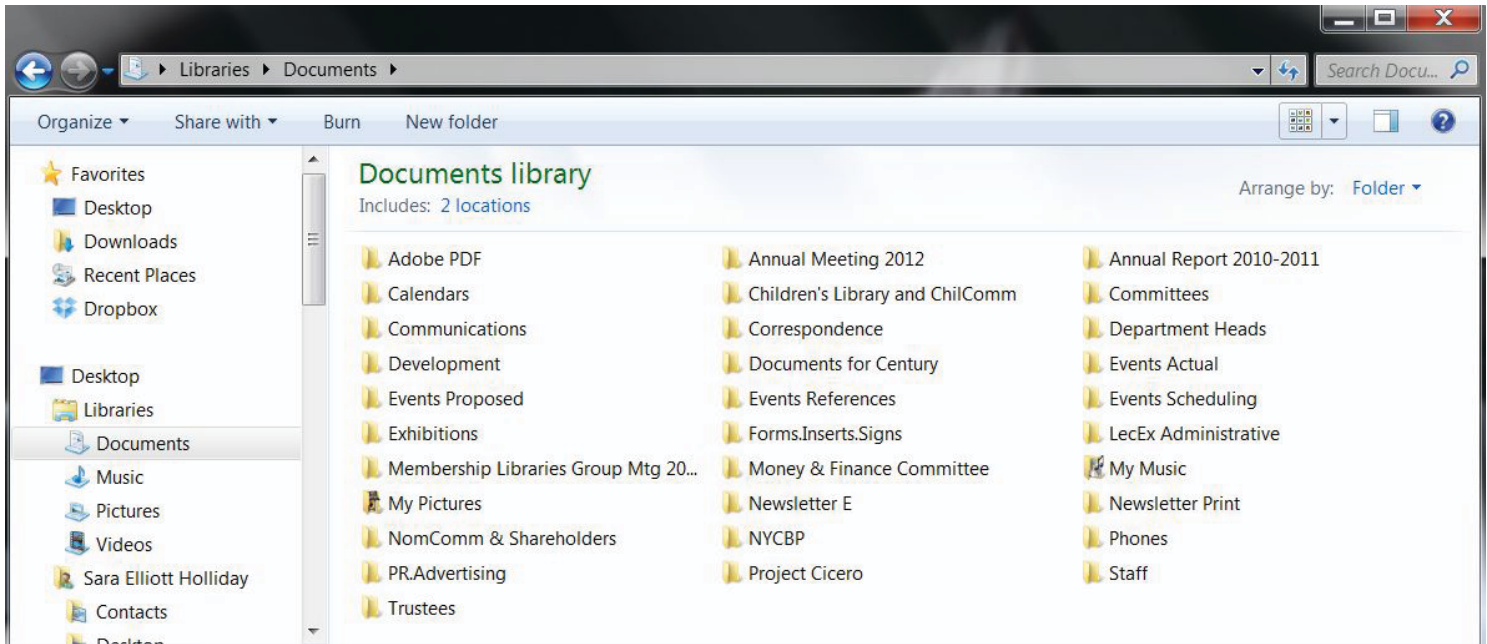 Libraries Documents
Search Docu...
Organize Share with Burn New folder
Favorites
Desktop
Downloads
Recent Places
Dropbox
Desktop
Libraries
Documents
Music
Pictures
Videos
Sara Elliott Holliday
Contacts
Desktop
Documents library
Includes: 2 locations
Arrange by: Folder
Adobe PDF Annual Meeting 2012 Annual Report 2010-2011
Calendars Children's Library and ChilComm Committees
Communications Correspondence Department Heads
Development Documents for Century Events Actual
Events Proposed Events References Events Scheduling
Exhibitions Forms.Inserts.Signs LecEx Administrative
Membership Libraries Group Mtg 20... Money & Finance Committee My Music
My Pictures Newsletter E Newsletter Print
NomComm & Shareholders NYCBP Phones
PR.Advertising Project Cicero Staff
Trustees